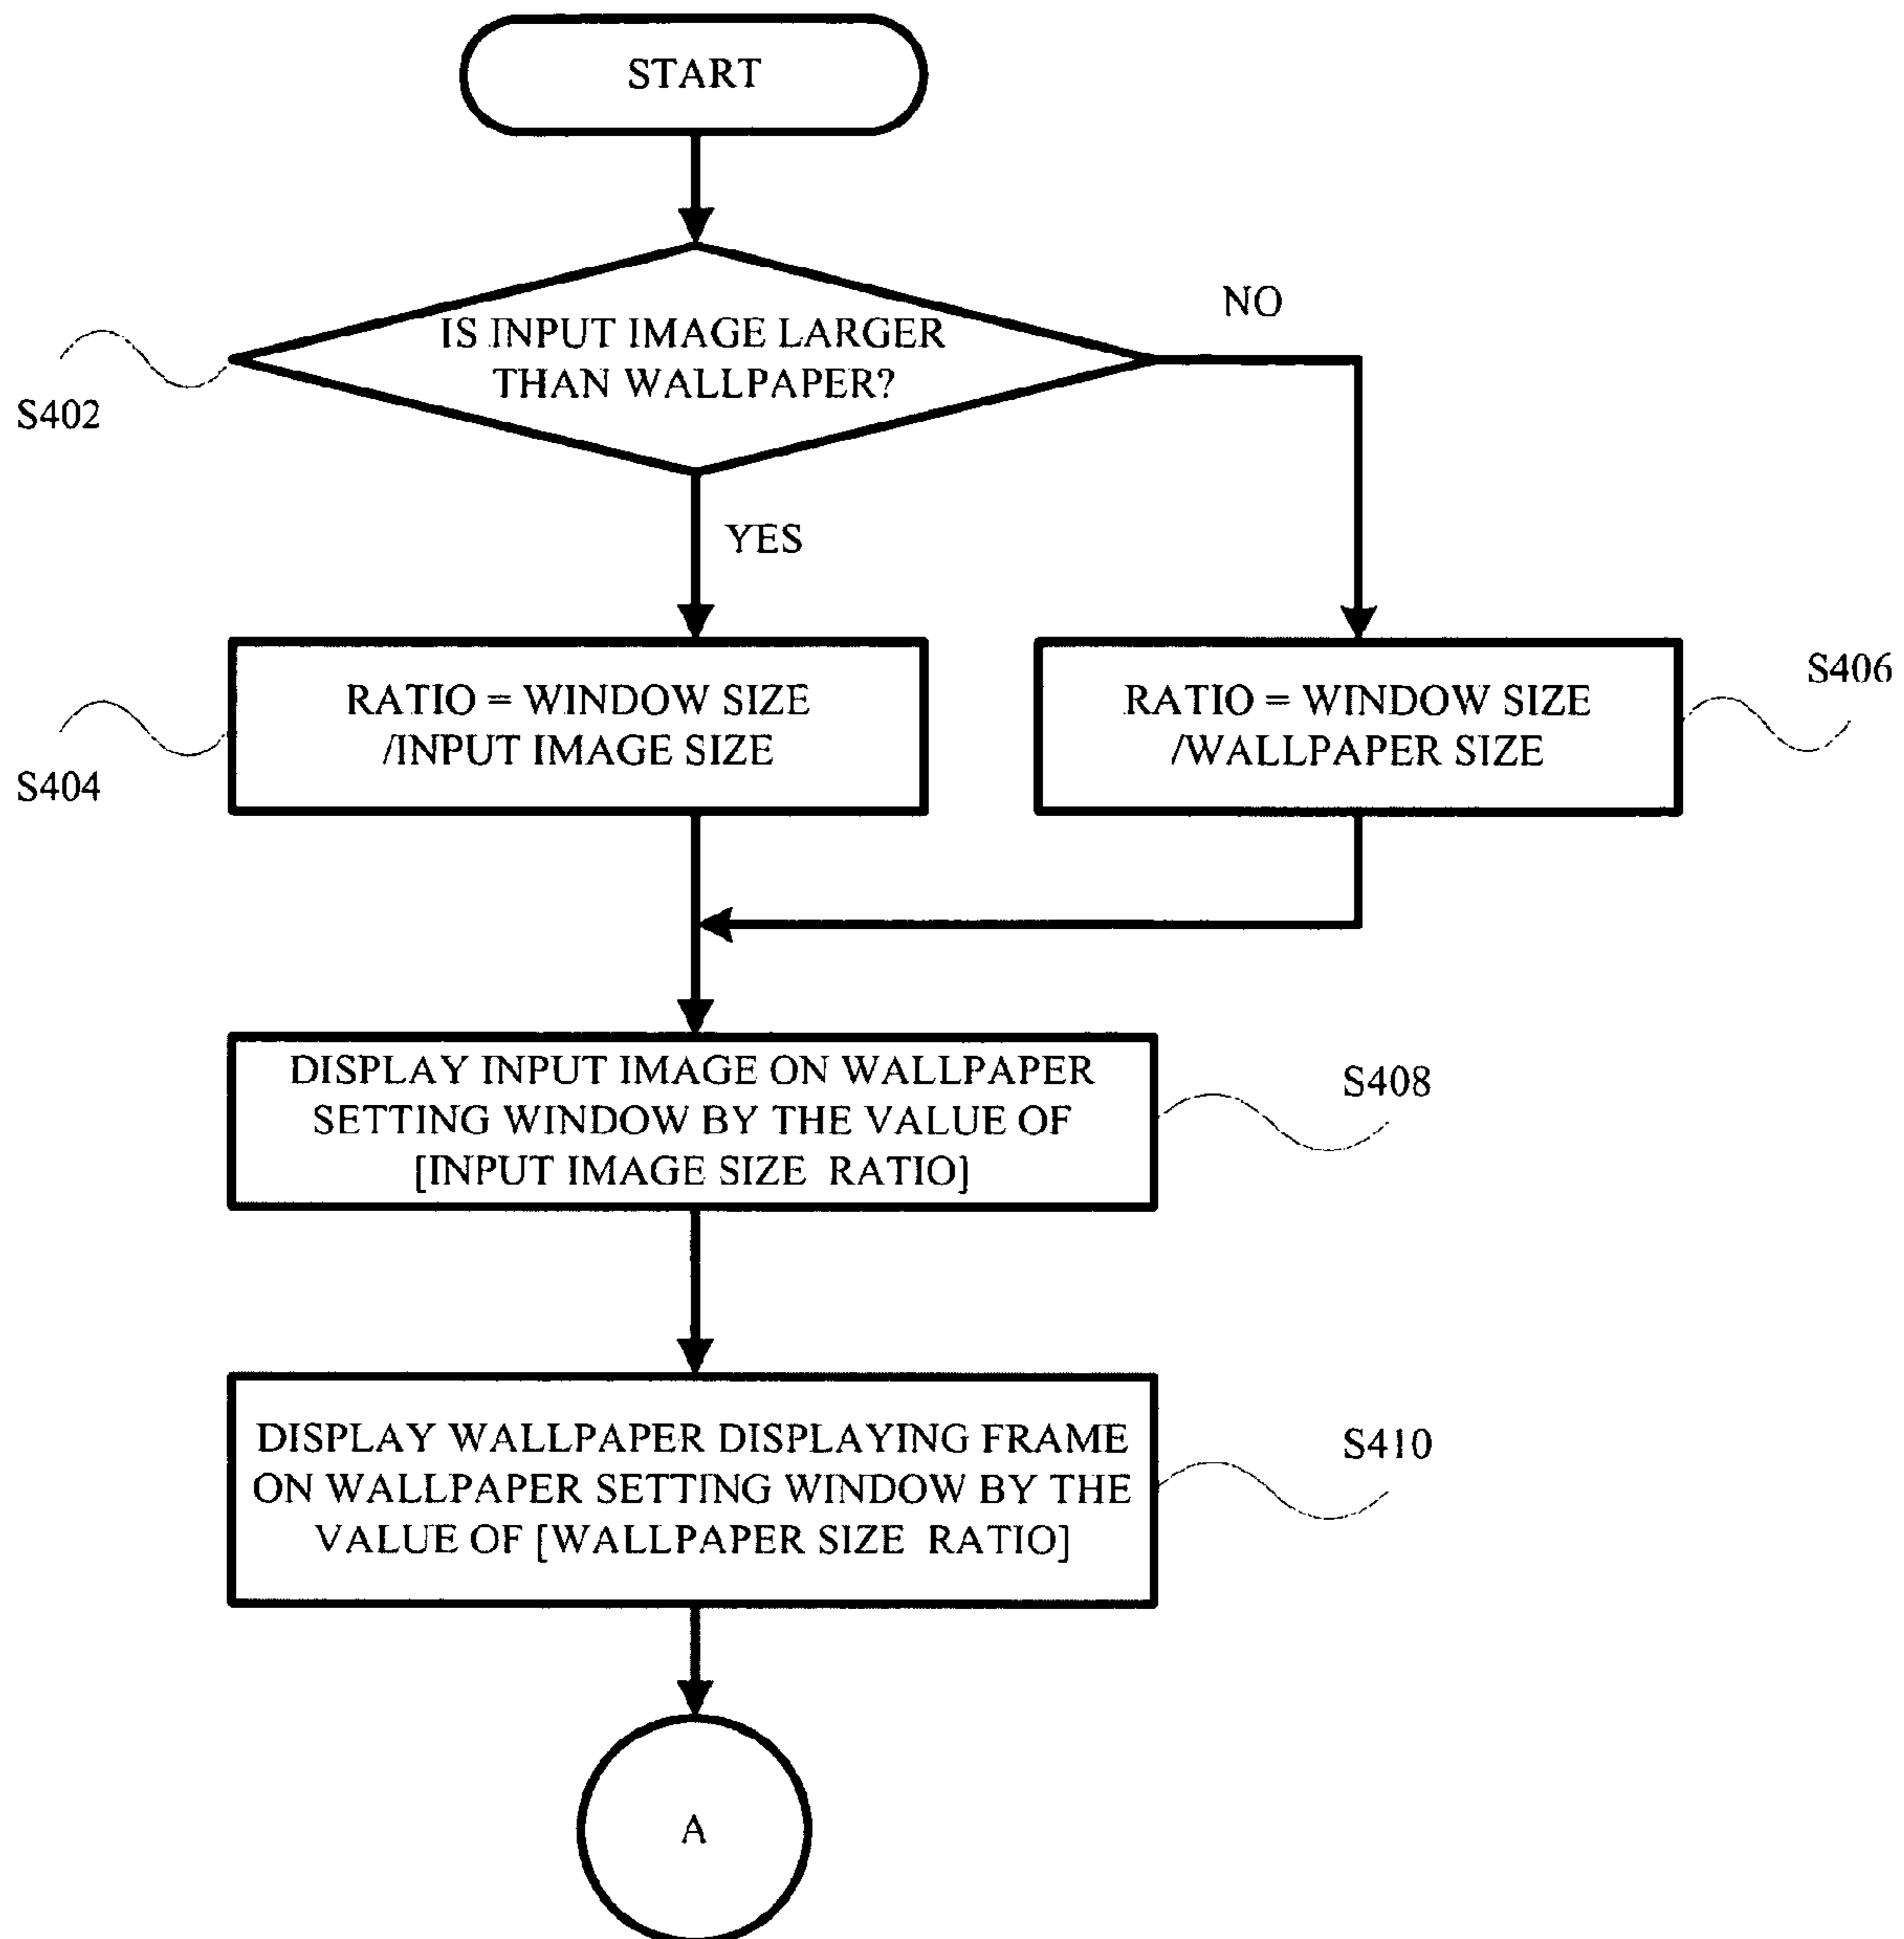 START
IS INPUT IMAGE LARGER
THAN WALLPAPER?
NO
S402
YES
RATIO = WINDOW SIZE
/INPUT IMAGE SIZE
S404
RATIO = WINDOW SIZE
/WALLPAPER SIZE
S406
DISPLAY INPUT IMAGE ON WALLPAPER
SETTING WINDOW BY THE VALUE OF
[INPUT IMAGE SIZE  RATIO]
S408
DISPLAY WALLPAPER DISPLAYING FRAME
ON WALLPAPER SETTING WINDOW BY THE
VALUE OF [WALLPAPER SIZE  RATIO]
S410
A